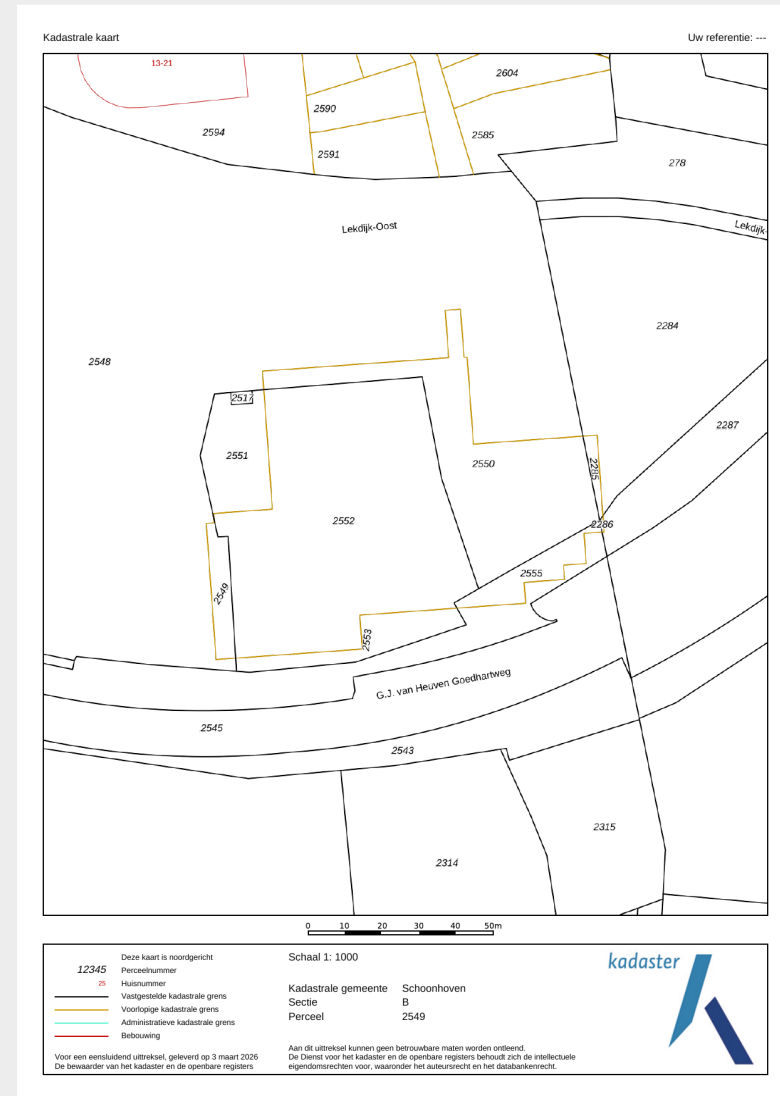 Kadastrale kaart
Uw referentie: ---
13-21
2604
2590
2594
2585
2591
278
Lekdijk-Oost
Lekdijk-
2284
2548
2517
2287
2551
2550
2285
2552
2286
2555
2549
2553
G.J. van Heuven Goedhartweg
2545
2543
2315
2314
0 10 20 30 40 50m
Deze kaart is noordgericht
12345 Perceelnummer
25 Huisnummer
Vastgestelde kadastrale grens
Voorlopige kadastrale grens
Administratieve kadastrale grens
Bebouwing
Voor een eensluidend uittreksel, geleverd op 3 maart 2026
De bewaarder van het kadaster en de openbare registers
Schaal 1: 1000
Kadastrale gemeente Schoonhoven
Sectie B
Perceel 2549
Aan dit uittreksel kunnen geen betrouwbare maten worden ontleend.
De Dienst voor het kadaster en de openbare registers behoudt zich de intellectuele
eigendomsrechten voor, waaronder het auteursrecht en het databankenrecht.
kadaster